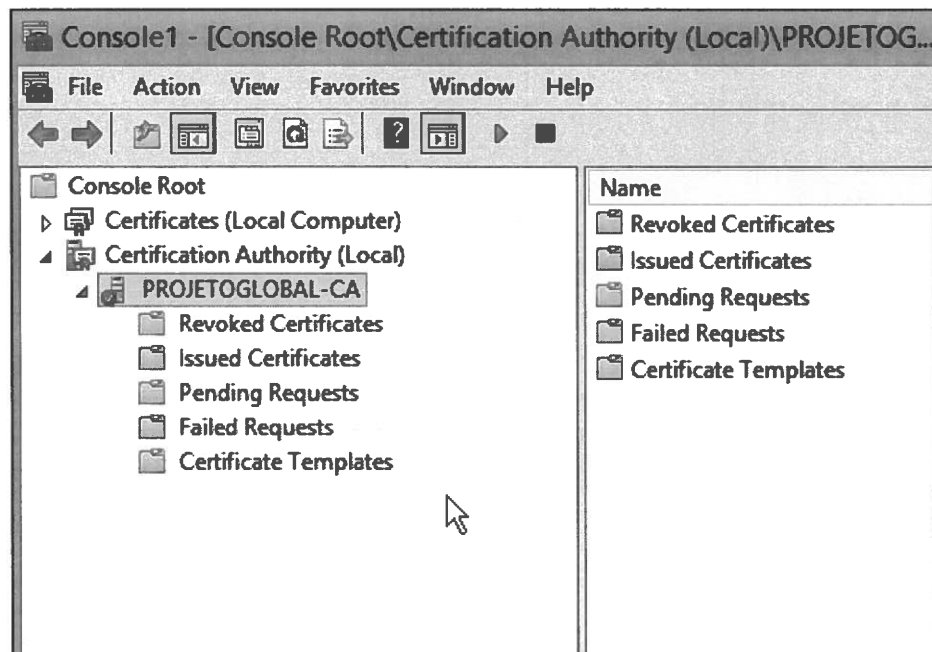 Console1 - [Console Root\Certification Authority (Local)\PROJETOG...
File Action View Favorites Window Help
?
Console Root
Certificates (Local Computer)
Certification Authority (Local)
PROJETOGLOBAL-CA
Revoked Certificates
Issued Certificates
Pending Requests
Failed Requests
Certificate Templates
Name
Revoked Certificates
Issued Certificates
Pending Requests
Failed Requests
Certificate Templates